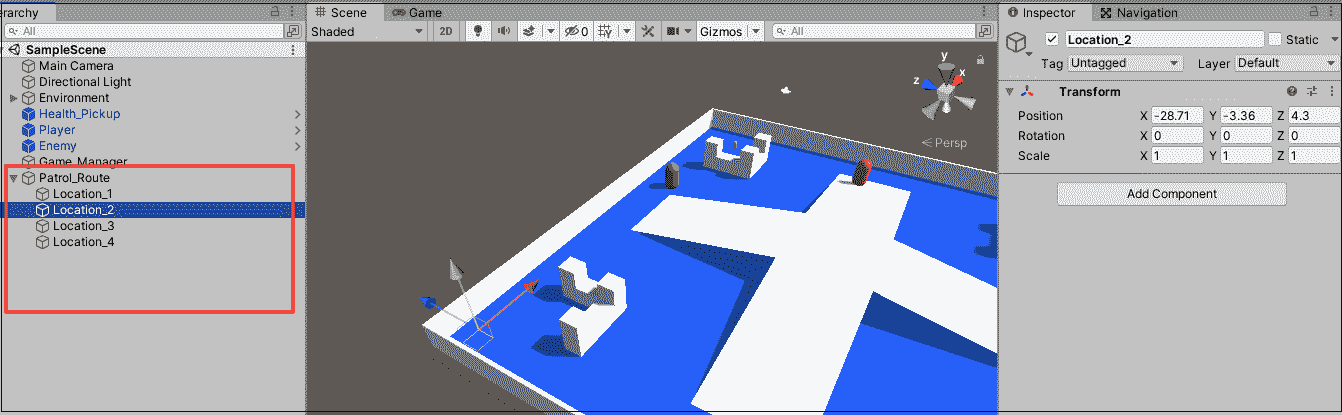 erarchy
All
SampleScene
Main Camera
Directional Light
Environment
Health_Pickup
Player
Enemy
Game_Manager
Patrol_Route
Location_1
Location_2
Location_3
Location_4
Scene Game
Shaded 2D 0 Gizmos All
y
x
z
Persp
Inspector Navigation
Location_2 Static
Tag Untagged Layer Default
Transform
Position X -28.71 Y -3.36 Z 4.3
Rotation X 0 Y 0 Z 0
Scale X 1 Y 1 Z 1
Add Component